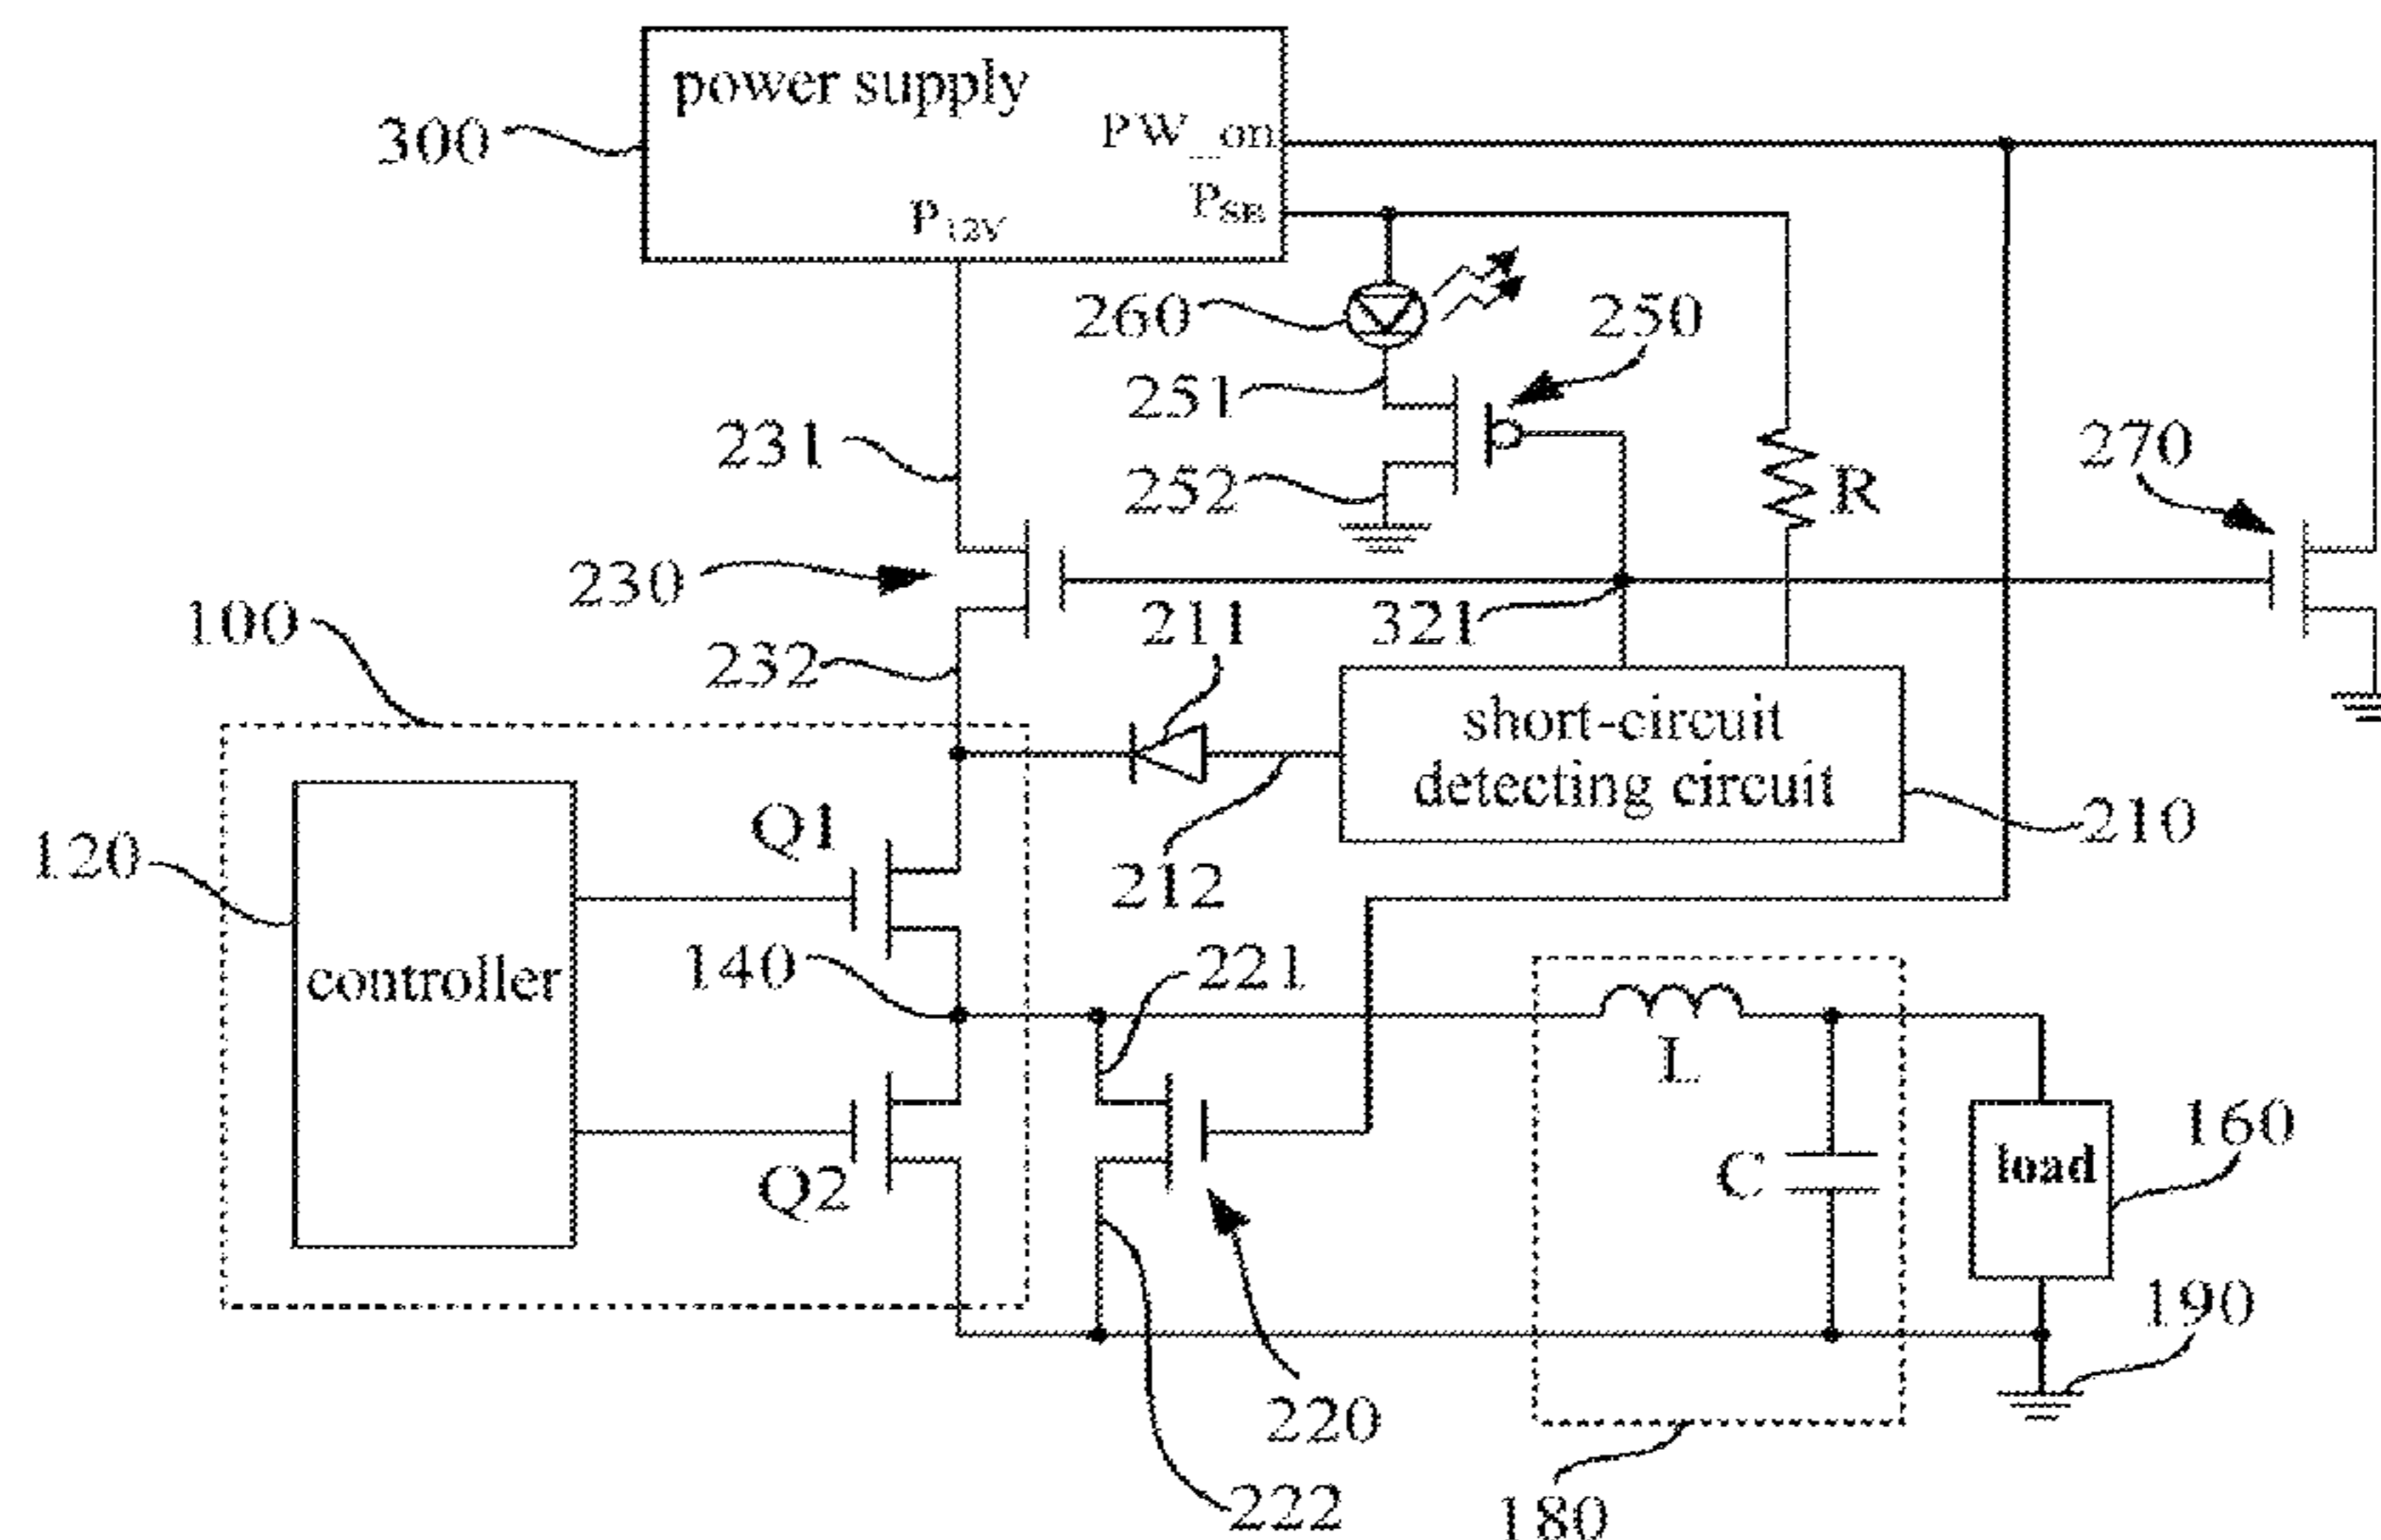 power supply
300
PW_on
PSB
P12V
260
250
251
231
252
270
R
230
321
211
100
232
short-circuit
detecting circuit
Q1
120
210
212
140
221
controller
L
160
load
C
Q2
190
220
222
180